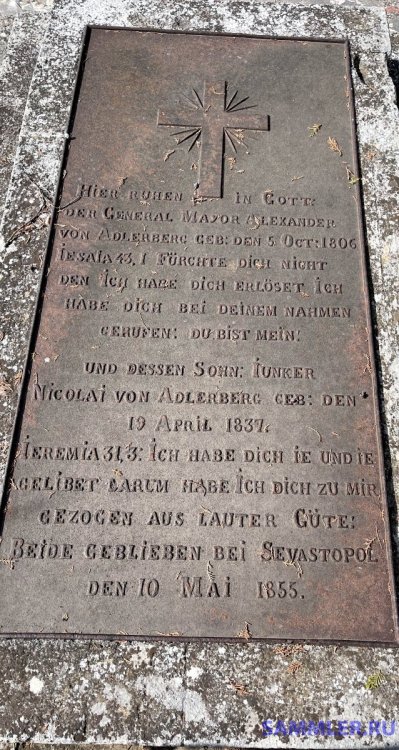 Hier ruhen in Gott:
der General Mayor Alexander
von Adlerberg geb: den 5 Oct: 1806
Iesaia 43, 1 Fürchte dich nicht
den Ich habe dich erlöset Ich
habe dich bei deinem nahmen
gerufen: du bist mein:
und dessen Sohn: Iunker
Nicolai von Adlerberg geb: den
19 April 1837.
Ieremia 31, 3: Ich habe dich ie und ie
gelibet darum habe Ich dich zu mir
gezogen aus lauter Güte:
Beide geblieben bei Sevastopol
den 10 Mai 1855.
SAMMLER.RU